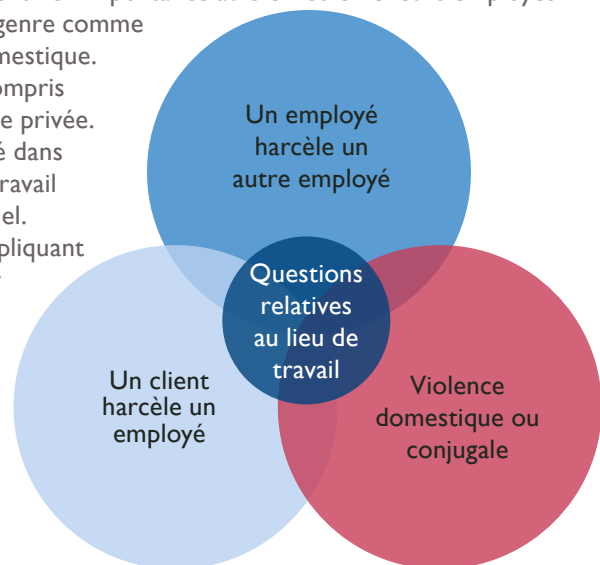 genre comme
mestique.
ompris
e privée.
é dans
ravail
el.
pliquant
Un employé
harcèle un
autre employé
Questions
relatives
au lieu de
travail
Un client
harcèle un
employé
Violence
domestique ou
conjugale